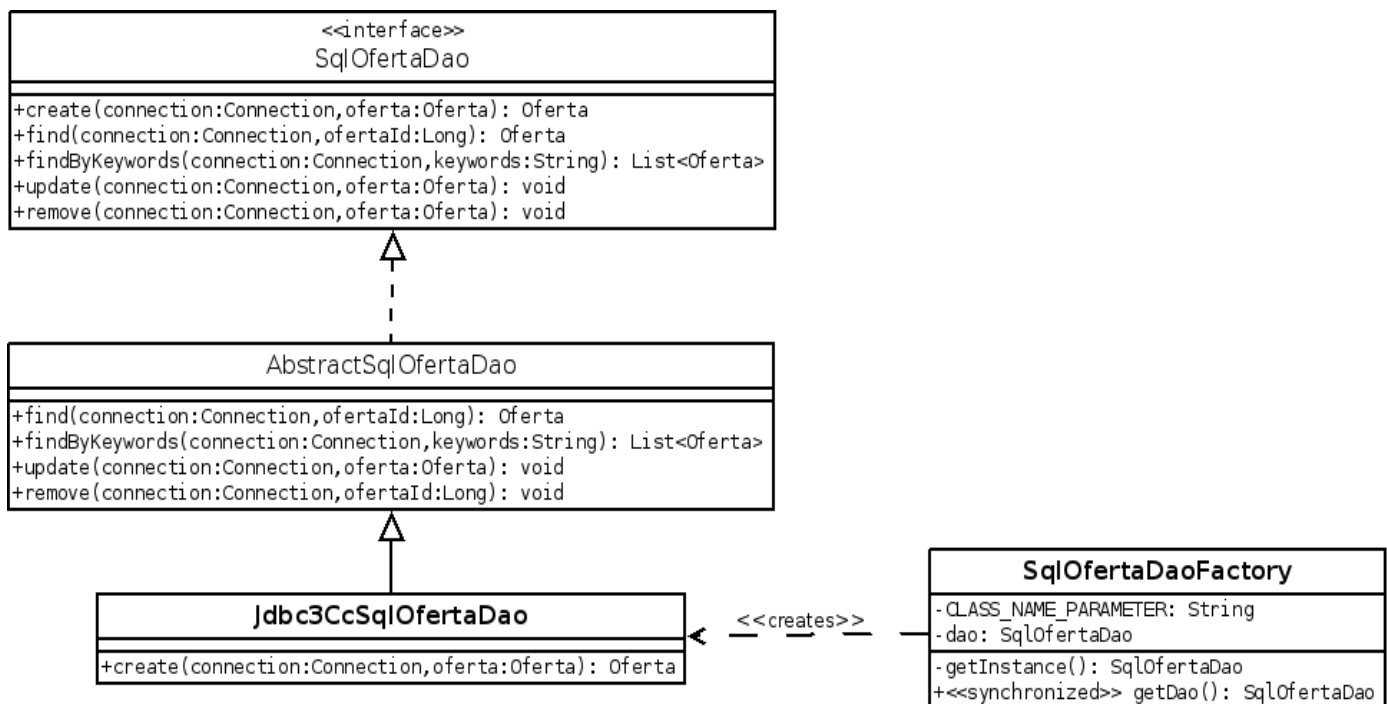 <<interface>>
SqlOfertaDao
+create(connection:Connection,oferta:Oferta): Oferta
+find(connection:Connection,ofertaId:Long): Oferta
+findByKeywords(connection:Connection,keywords:String): List<Oferta>
+update(connection:Connection,oferta:Oferta): void
+remove(connection:Connection,oferta:Oferta): void
AbstractSqlOfertaDao
+find(connection:Connection,ofertaId:Long): Oferta
+findByKeywords(connection:Connection,keywords:String): List<Oferta>
+update(connection:Connection,oferta:Oferta): void
+remove(connection:Connection,ofertaId:Long): void
Jdbc3CcSqlOfertaDao
+create(connection:Connection,oferta:Oferta): Oferta
<<creates>>
SqlOfertaDaoFactory
-CLASS_NAME_PARAMETER: String
-dao: SqlOfertaDao
-getInstance(): SqlOfertaDao
+<<synchronized>> getDao(): SqlOfertaDao